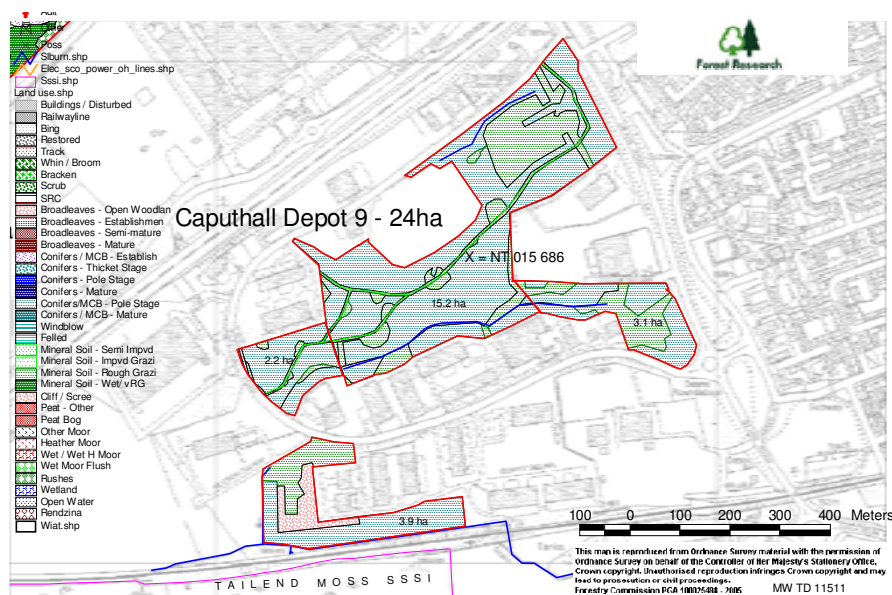 Poss
Slburn.shp
Elec_sco_power_oh_lines.shp
Sssi.shp
Land use.shp
Buildings / Disturbed
Railwayline
Bing
Restored
Track
Whin / Broom
Bracken
Scrub
SRC
Broadleaves - Open Woodlan
Broadleaves - Establishmen
Broadleaves - Semi-mature
Broadleaves - Mature
Conifers / MCB - Establish
Conifers - Thicket Stage
Conifers - Pole Stage
Conifers - Mature
Conifers/MCB - Pole Stage
Conifers / MCB - Mature
Windblow
Felled
Mineral Soil - Semi Impvd
Mineral Soil - Impvd Grazi
Mineral Soil - Rough Grazi
Mineral Soil - Wet/ vRG
Cliff / Scree
Peat - Other
Peat Bog
Other Moor
Heather Moor
Wet / Wet H Moor
Wet Moor Flush
Rushes
Wetland
Open Water
Rendzina
Wiat.shp
Forest Research
Caputhall Depot 9 - 24ha
X = NT 015 686
15.2 ha
3.1 ha
2.2 ha
3.9 ha
TAILEND MOSS SSSI
100 0 100 200 300 400 Meters
This map is reproduced from Ordnance Survey material with the permission of
Ordnance Survey on behalf of the Controller of Her Majesty's Stationery Office,
Crown copyright. Unauthorised reproduction infringes Crown copyright and may
lead to prosecution or civil proceedings.
Forestry Commission PGA 100025498 - 2005
MW TD 11511